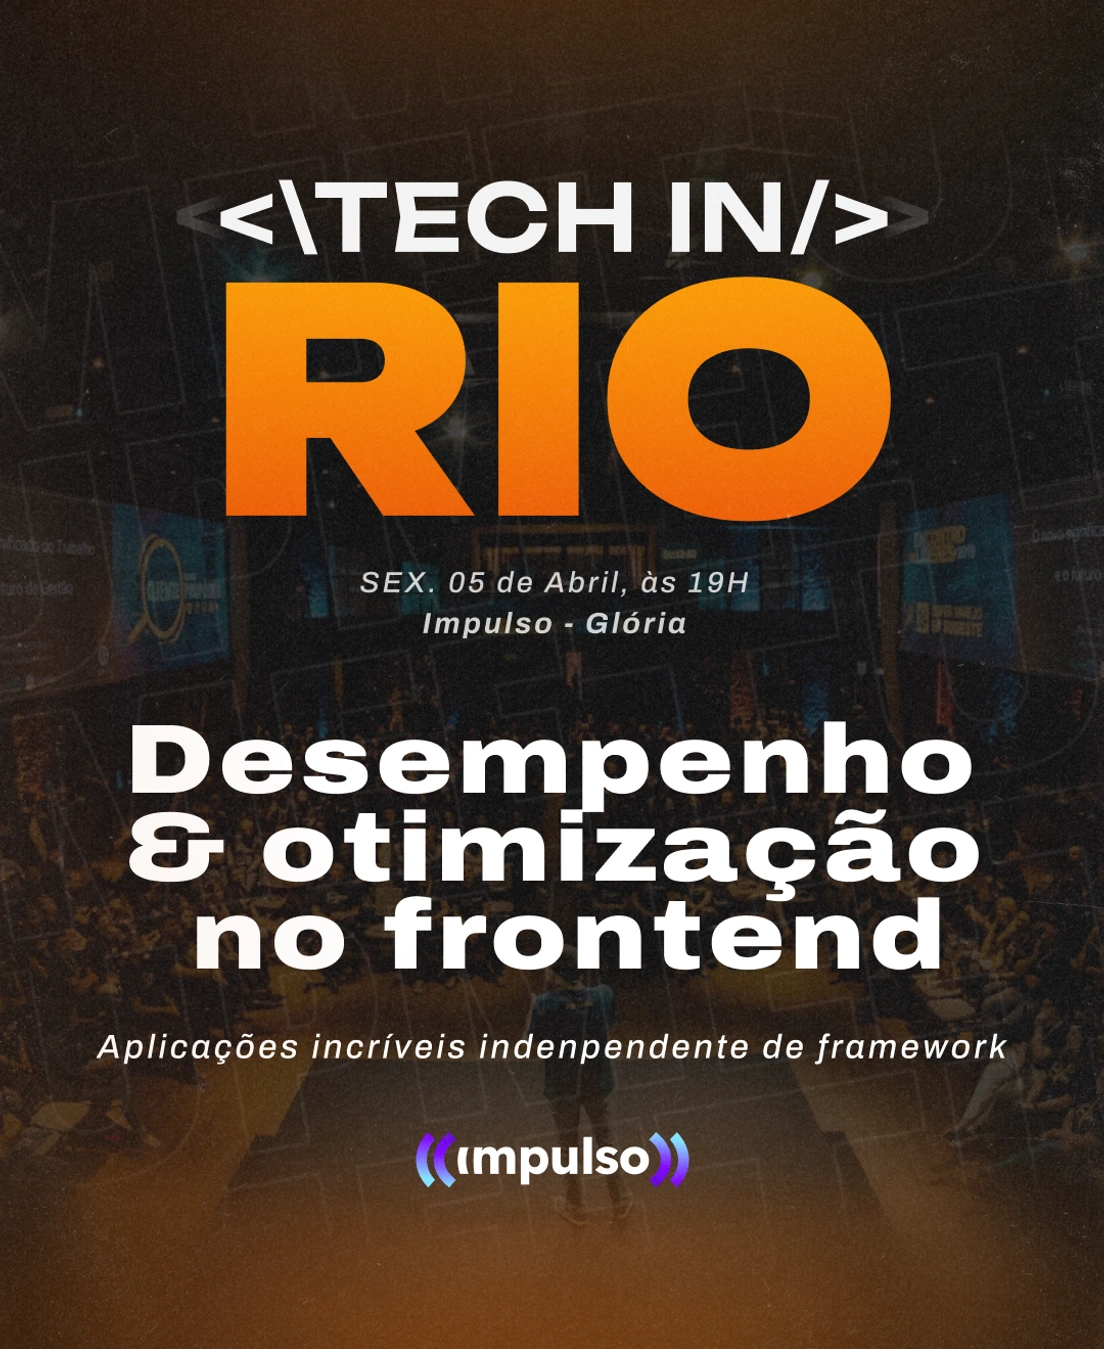 <\TECH IN/>
RIO
SEX. 05 de Abril, às 19H
Impulso - Glória
Desempenho
& otimização
no frontend
Aplicações incríveis indenpendente de framework
((impulso))